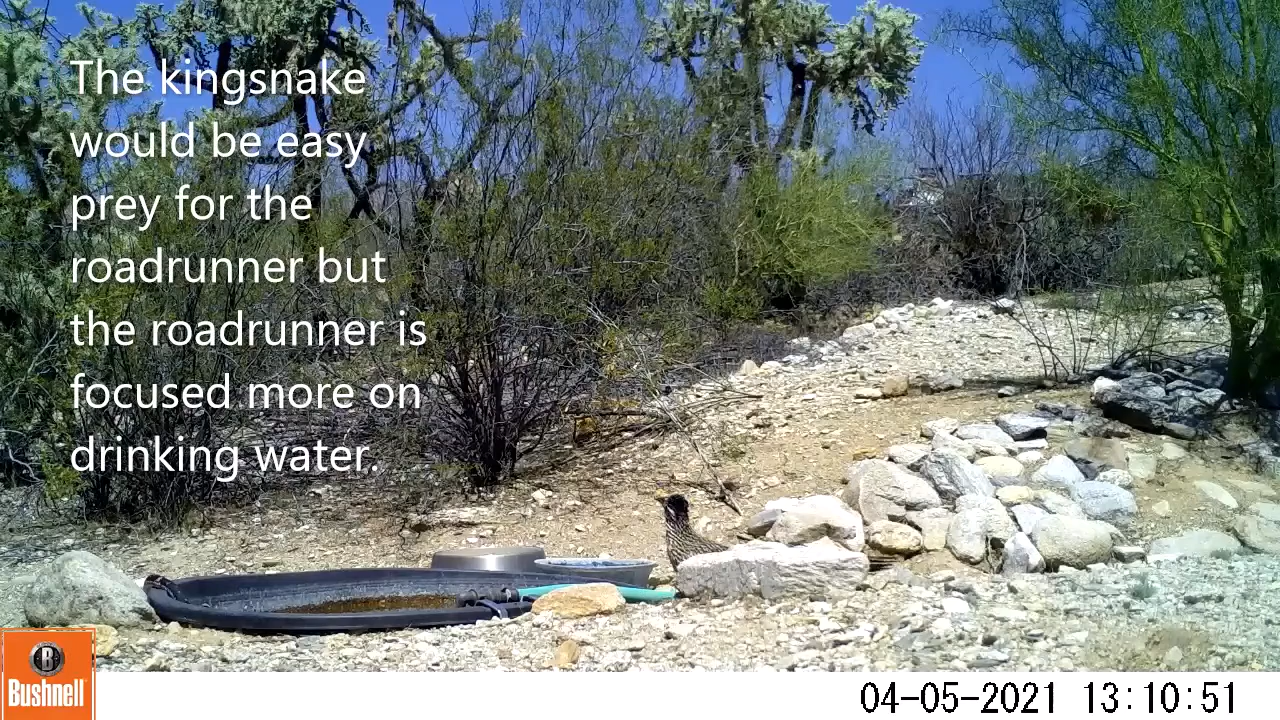 The kingsnake
would be easy
prey for the
roadrunner but
the roadrunner is
focused more on
drinking water.
B
Bushnell
04-05-2021 13:10:51